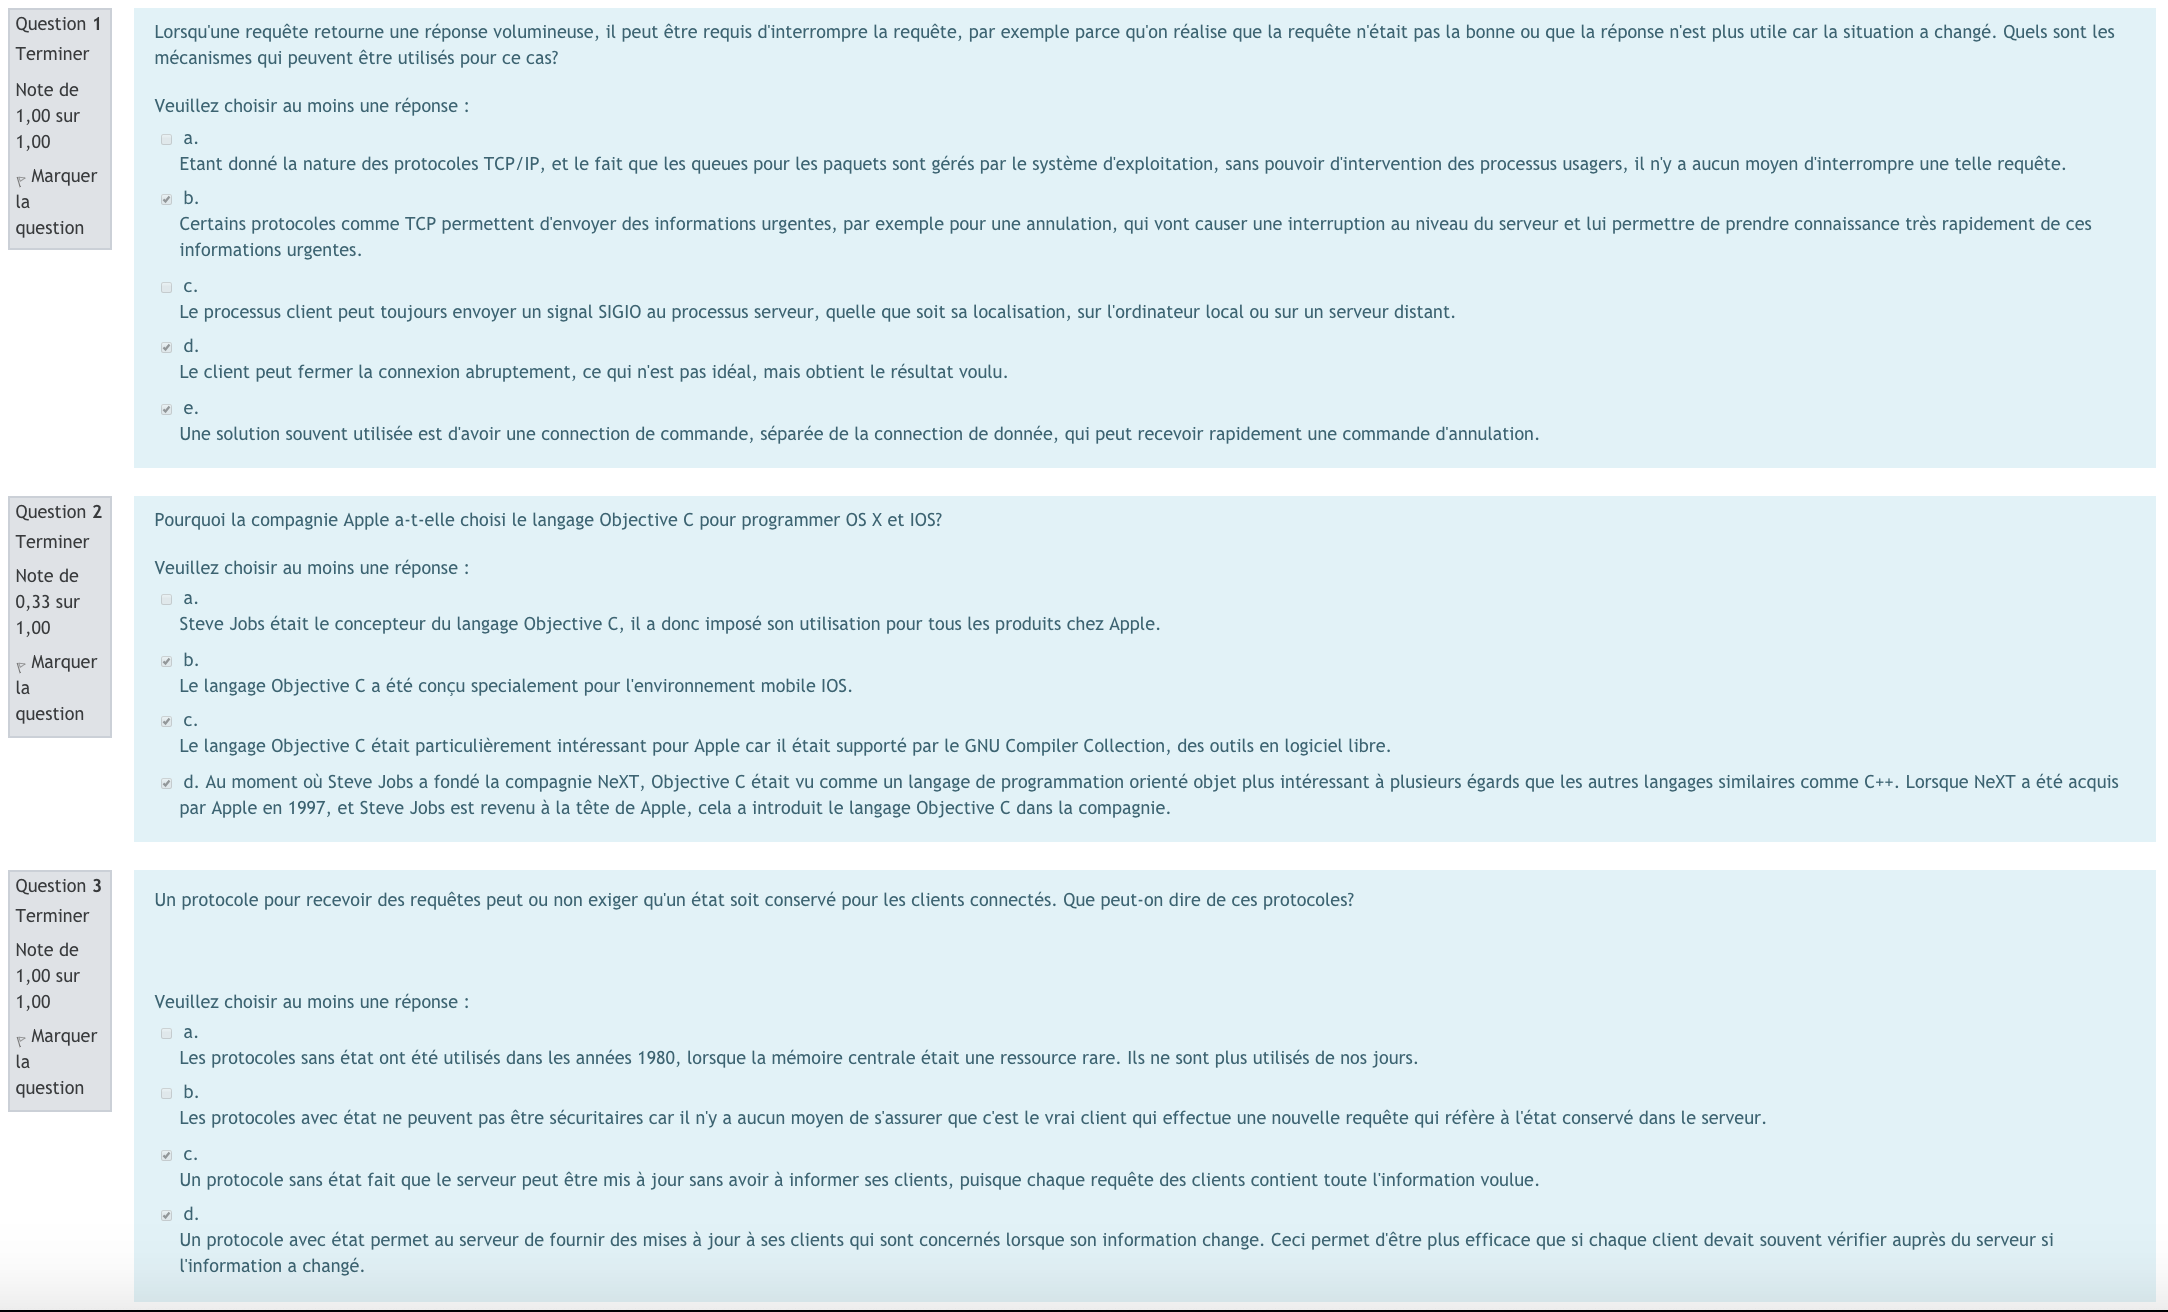 Question 1
Terminer
Note de
1,00 sur
1,00
Marquer
la
question
Lorsqu'une requête retourne une réponse volumineuse, il peut être requis d'interrompre la requête, par exemple parce qu'on réalise que la requête n'était pas la bonne ou que la réponse n'est plus utile car la situation a changé. Quels sont les
mécanismes qui peuvent être utilisés pour ce cas?
Veuillez choisir au moins une réponse :
a.
Etant donné la nature des protocoles TCP/IP, et le fait que les queues pour les paquets sont gérés par le système d'exploitation, sans pouvoir d'intervention des processus usagers, il n'y a aucun moyen d'interrompre une telle requête.
b.
Certains protocoles comme TCP permettent d'envoyer des informations urgentes, par exemple pour une annulation, qui vont causer une interruption au niveau du serveur et lui permettre de prendre connaissance très rapidement de ces
informations urgentes.
c.
Le processus client peut toujours envoyer un signal SIGIO au processus serveur, quelle que soit sa localisation, sur l'ordinateur local ou sur un serveur distant.
d.
Le client peut fermer la connexion abruptement, ce qui n'est pas idéal, mais obtient le résultat voulu.
e.
Une solution souvent utilisée est d'avoir une connection de commande, séparée de la connection de donnée, qui peut recevoir rapidement une commande d'annulation.
Question 2
Terminer
Note de
0,33 sur
1,00
Marquer
la
question
Pourquoi la compagnie Apple a-t-elle choisi le langage Objective C pour programmer OS X et IOS?
Veuillez choisir au moins une réponse :
a.
Steve Jobs était le concepteur du langage Objective C, il a donc imposé son utilisation pour tous les produits chez Apple.
b.
Le langage Objective C a été conçu specialement pour l'environnement mobile IOS.
c.
Le langage Objective C était particulièrement intéressant pour Apple car il était supporté par le GNU Compiler Collection, des outils en logiciel libre.
d. Au moment où Steve Jobs a fondé la compagnie NeXT, Objective C était vu comme un langage de programmation orienté objet plus intéressant à plusieurs égards que les autres langages similaires comme C++. Lorsque NeXT a été acquis
par Apple en 1997, et Steve Jobs est revenu à la tête de Apple, cela a introduit le langage Objective C dans la compagnie.
Question 3
Terminer
Note de
1,00 sur
1,00
Marquer
la
question
Un protocole pour recevoir des requêtes peut ou non exiger qu'un état soit conservé pour les clients connectés. Que peut-on dire de ces protocoles?
Veuillez choisir au moins une réponse :
a.
Les protocoles sans état ont été utilisés dans les années 1980, lorsque la mémoire centrale était une ressource rare. Ils ne sont plus utilisés de nos jours.
b.
Les protocoles avec état ne peuvent pas être sécuritaires car il n'y a aucun moyen de s'assurer que c'est le vrai client qui effectue une nouvelle requête qui réfère à l'état conservé dans le serveur.
c.
Un protocole sans état fait que le serveur peut être mis à jour sans avoir à informer ses clients, puisque chaque requête des clients contient toute l'information voulue.
d.
Un protocole avec état permet au serveur de fournir des mises à jour à ses clients qui sont concernés lorsque son information change. Ceci permet d'être plus efficace que si chaque client devait souvent vérifier auprès du serveur si
l'information a changé.